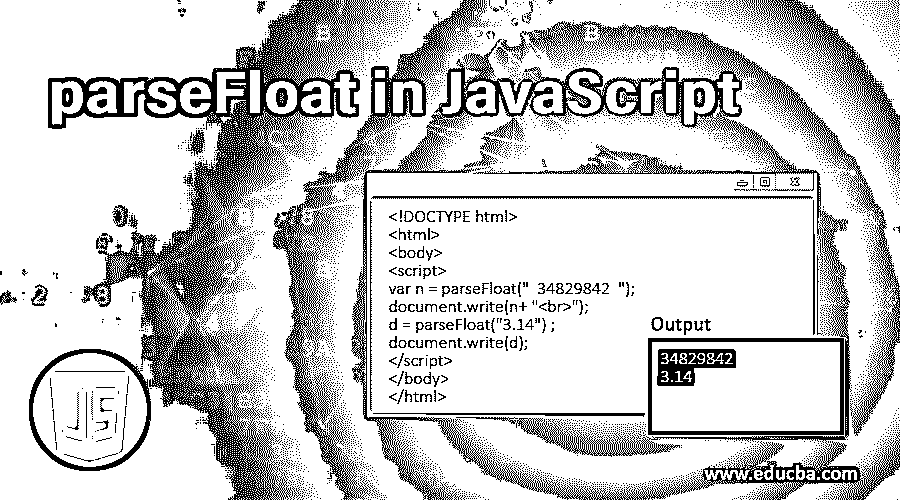 parseFloat in JavaScript
<!DOCTYPE html>
<html>
<body>
<script>
var n = parseFloat("  34829842  ");
document.write(n+ "<br>");
d = parseFloat("3.14") ;
document.write(d);
</script>
</body>
</html>
Output
34829842
3.14
JS
www.educba.com